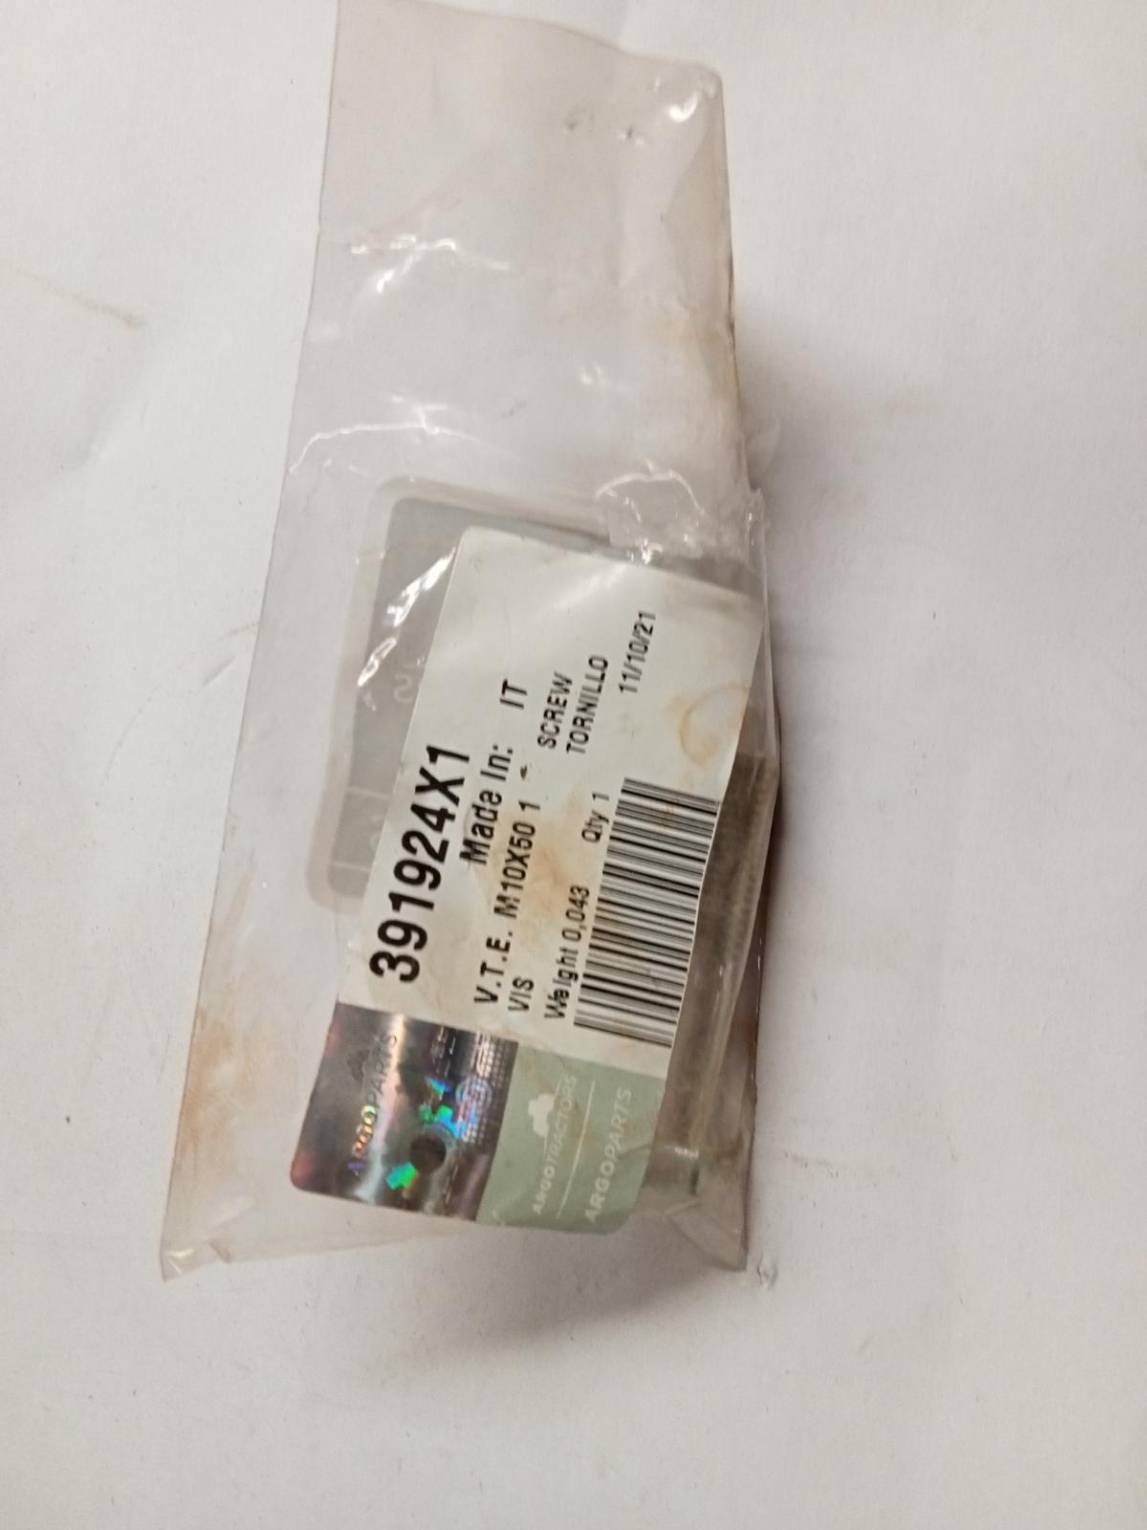 391924X1
Made In: IT
V.T.E. M10X50 1 - SCREW
VIS TORNILLO
Weight 0,043 Qty 1 11/10/21
ARGOPARTS
ARGOTRACTORS
ARGOPARTS